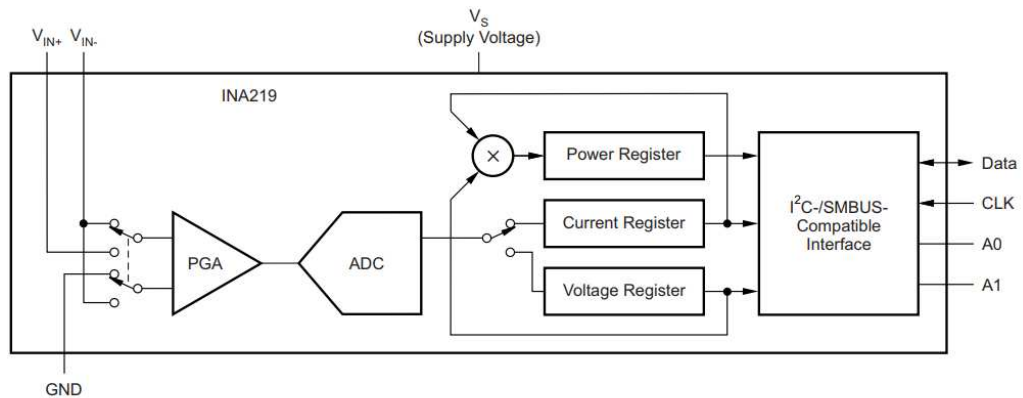 V_S
(Supply Voltage)
V_IN+ V_IN-
INA219
×
Power Register
Data
CLK
I²C-/SMBUS-
Compatible
Interface
Current Register
A0
PGA
ADC
Voltage Register
A1
GND